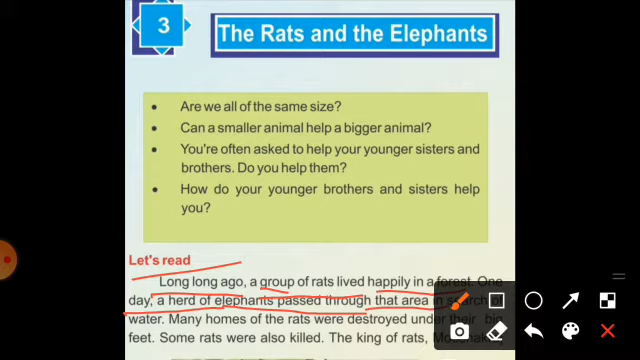 3
The Rats and the Elephants
• Are we all of the same size?
• Can a smaller animal help a bigger animal?
• You're often asked to help your younger sisters and
brothers. Do you help them?
• How do your younger brothers and sisters help
you?
Let's read
Long long ago, a group of rats lived happily in a forest. One
day, a herd of elephants passed through that area in search of
water. Many homes of the rats were destroyed under their big
feet. Some rats were also killed. The king of rats,